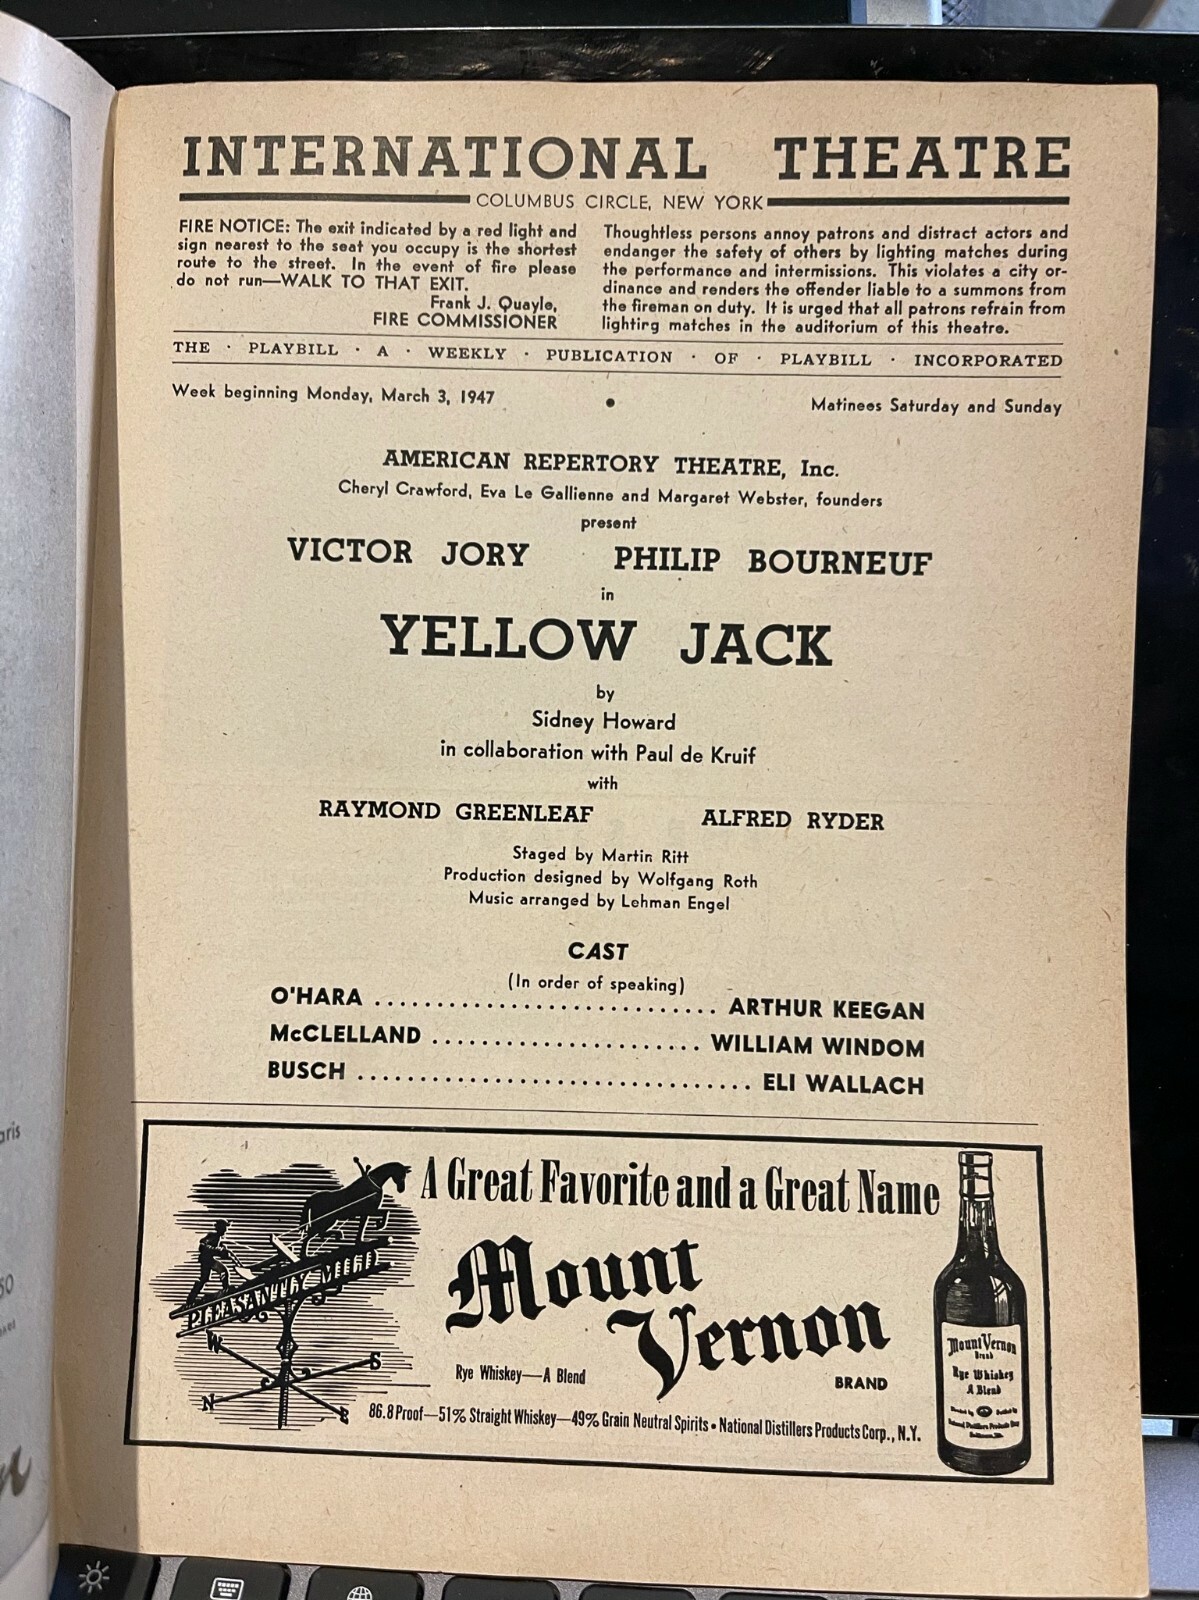 INTERNATIONAL THEATRE
COLUMBUS CIRCLE, NEW YORK
FIRE NOTICE: The exit indicated by a red light and
sign nearest to the seat you occupy is the shortest
route to the street. In the event of fire please
do not run—WALK TO THAT EXIT.
Frank J. Quayle,
FIRE COMMISSIONER
Thoughtless persons annoy patrons and distract actors and
endanger the safety of others by lighting matches during
the performance and intermissions. This violates a city or-
dinance and renders the offender liable to a summons from
the fireman on duty. It is urged that all patrons refrain from
lighting matches in the auditorium of this theatre.
THE · PLAYBILL · A · WEEKLY · PUBLICATION · OF · PLAYBILL · INCORPORATED
Week beginning Monday, March 3, 1947 • Matinees Saturday and Sunday
AMERICAN REPERTORY THEATRE, Inc.
Cheryl Crawford, Eva Le Gallienne and Margaret Webster, founders
present
VICTOR JORY PHILIP BOURNEUF
in
YELLOW JACK
by
Sidney Howard
in collaboration with Paul de Kruif
with
RAYMOND GREENLEAF ALFRED RYDER
Staged by Martin Ritt
Production designed by Wolfgang Roth
Music arranged by Lehman Engel
CAST
(In order of speaking)
O'HARA ............................ ARTHUR KEEGAN
McCLELLAND ...................... WILLIAM WINDOM
BUSCH ................................ ELI WALLACH
A Great Favorite and a Great Name
PLEASANTLY MILD
W
S
N
E
Mount
Vernon
BRAND
Rye Whiskey—A Blend
86.8 Proof—51% Straight Whiskey—49% Grain Neutral Spirits • National Distillers Products Corp., N.Y.
Mount Vernon
Brand
Rye Whiskey
A Blend